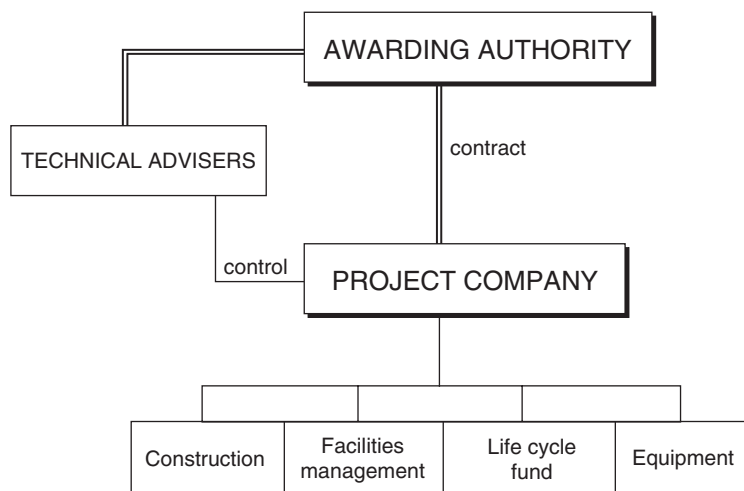 AWARDING AUTHORITY
TECHNICAL ADVISERS
contract
control
PROJECT COMPANY
Construction
Facilities
management
Life cycle
fund
Equipment